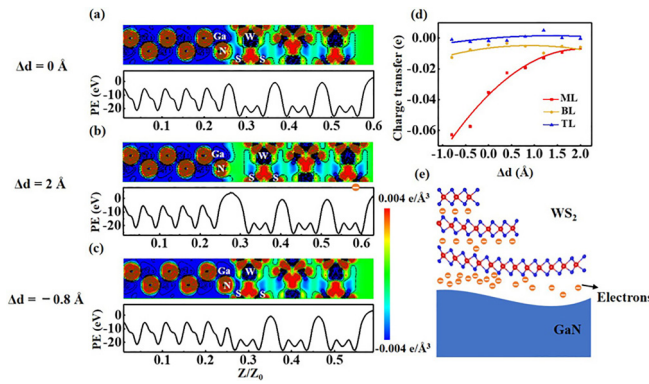 (a)
Δd = 0 Å
Ga
N
W
S
S
PE (eV)
0
-10
-20
0.1 0.2 0.3 0.4 0.5 0.6
(b)
Δd = 2 Å
Ga
N
W
S
S
PE (eV)
0
-10
-20
0.1 0.2 0.3 0.4 0.5 0.6
(c)
Δd = − 0.8 Å
Ga
N
W
S
S
PE (eV)
0
-10
-20
0.1 0.2 0.3 0.4 0.5
Z/Z₀
0.004 e/Å³
-0.004 e/Å³
(d)
Charge transfer (e)
0.00
-0.02
-0.04
-0.06
ML
BL
TL
-1.0 -0.5 0.0 0.5 1.0 1.5 2.0
Δd (Å)
(e)
WS₂
Electrons
GaN